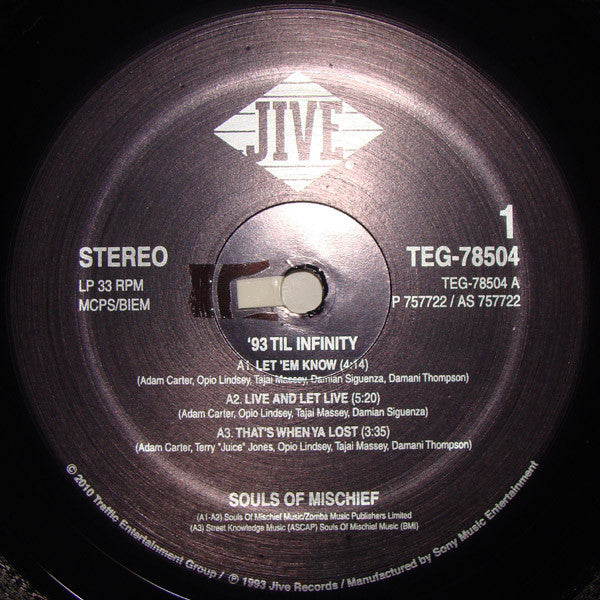 JIVE
1
STEREO
TEG-78504
LP 33 RPM
TEG-78504 A
MCPS/BIEM
P 757722 / AS 757722
'93 TIL INFINITY
A1. LET 'EM KNOW (4:14)
(Adam Carter, Opio Lindsey, Tajai Massey, Damian Siguenza, Damani Thompson)
A2. LIVE AND LET LIVE (5:20)
(Adam Carter, Opio Lindsey, Tajai Massey, Damian Siguenza)
A3. THAT'S WHEN YA LOST (3:35)
(Adam Carter, Terry "Juice" Jones, Opio Lindsey, Tajai Massey, Damani Thompson)
SOULS OF MISCHIEF
(A1-A2) Souls Of Mischief Music/Zomba Music Publishers Limited
(A3) Street Knowledge Music (ASCAP) Souls Of Mischief Music (BMI)
© 2010 Traffic Entertainment Group / ℗ 1993 Jive Records / Manufactured by Sony Music Entertainment